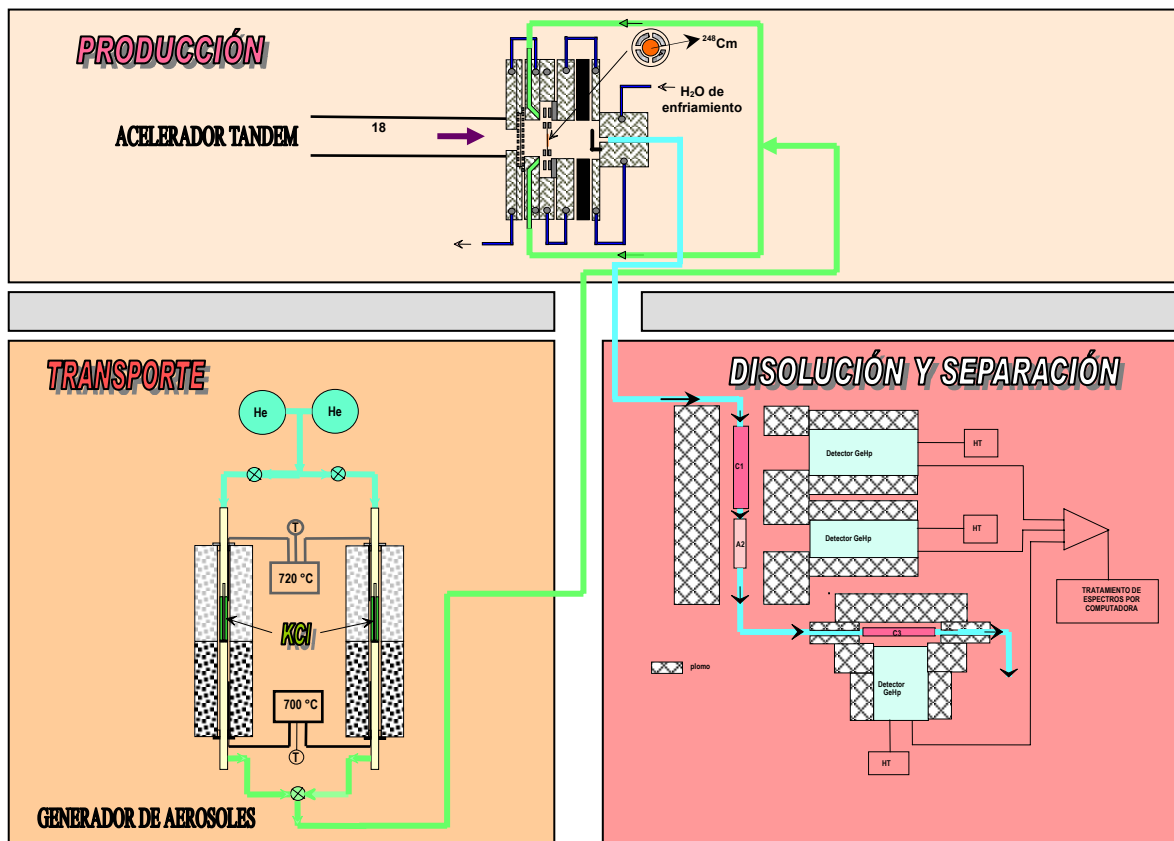 PRODUCCIÓN
²⁴⁸Cm
H₂O de
enfriamiento
18
ACELERADOR TANDEM
TRANSPORTE
He
He
T
720 °C
KCl
700 °C
T
GENERADOR DE AEROSOLES
DISOLUCIÓN Y SEPARACIÓN
C1
Detector GeHp
HT
A2
Detector GeHp
HT
TRATAMIENTO DE
ESPECTROS POR
COMPUTADORA
C3
plomo
Detector
GeHp
HT